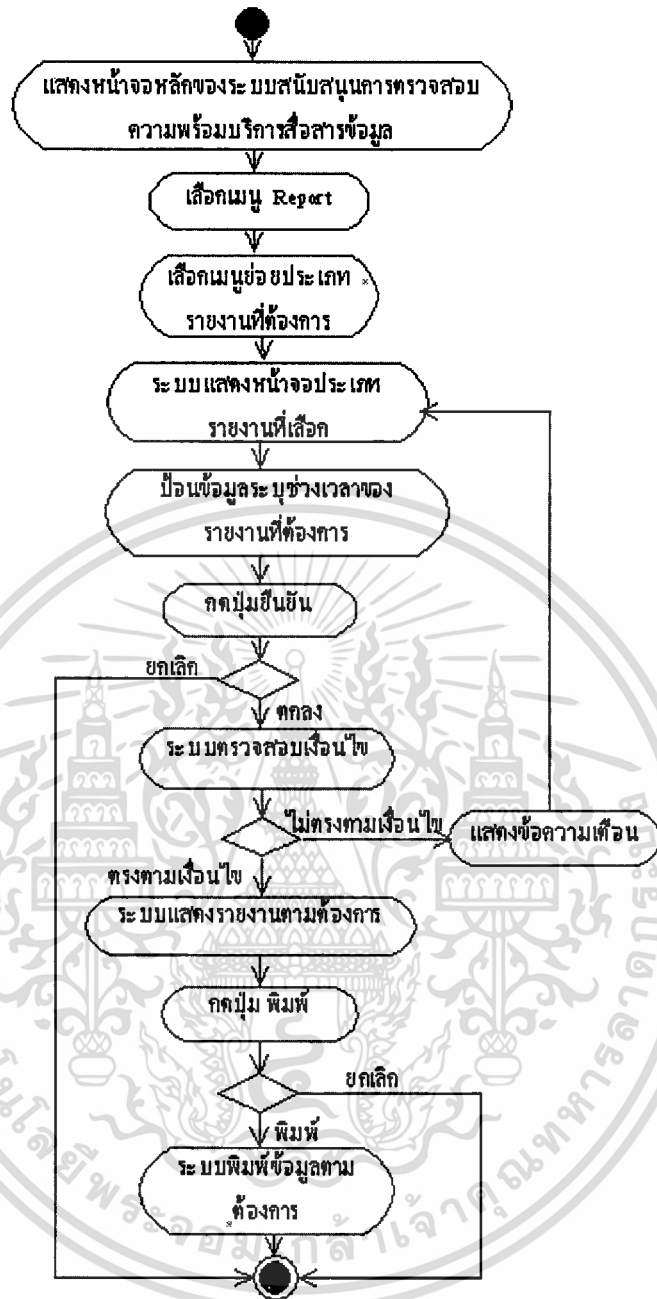 แสดงหน้าจอหลักของระบบสนับสนุนการตรวจสอบ
ความพร้อมบริการสื่อสารข้อมูล
เลือกเมนู Report
เลือกเมนูย่อยประเภท
รายงานที่ต้องการ
ระบบแสดงหน้าจอประเภท
รายงานที่เลือก
ป้อนข้อมูลระบุช่วงเวลาของ
รายงานที่ต้องการ
กดปุ่มยืนยัน
ยกเลิก
ตกลง
ระบบตรวจสอบเงื่อนไข
ไม่ตรงตามเงื่อนไข
แสดงข้อความเตือน
ตรงตามเงื่อนไข
ระบบแสดงรายงานตามต้องการ
กดปุ่ม พิมพ์
ยกเลิก
พิมพ์
ระบบพิมพ์ข้อมูลตาม
ต้องการ